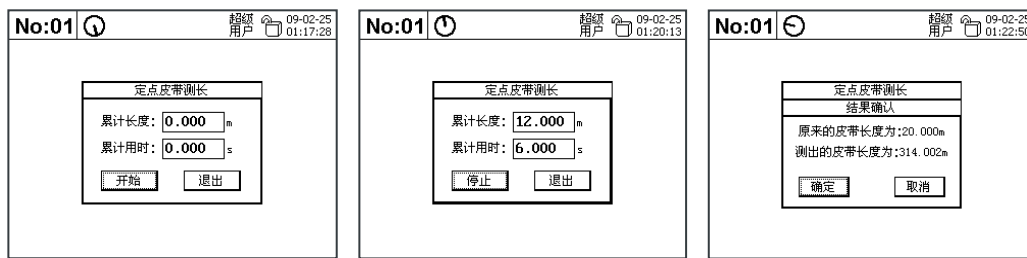 No:01 超级用户 09-02-25 01:17:28
定点皮带测长
累计长度: 0.000 m
累计用时: 0.000 s
开始 退出
No:01 超级用户 09-02-25 01:20:13
定点皮带测长
累计长度: 12.000 m
累计用时: 6.000 s
停止 退出
No:01 超级用户 09-02-25 01:22:50
定点皮带测长
结果确认
原来的皮带长度为:20.000m
测出的皮带长度为:314.002m
确定 取消